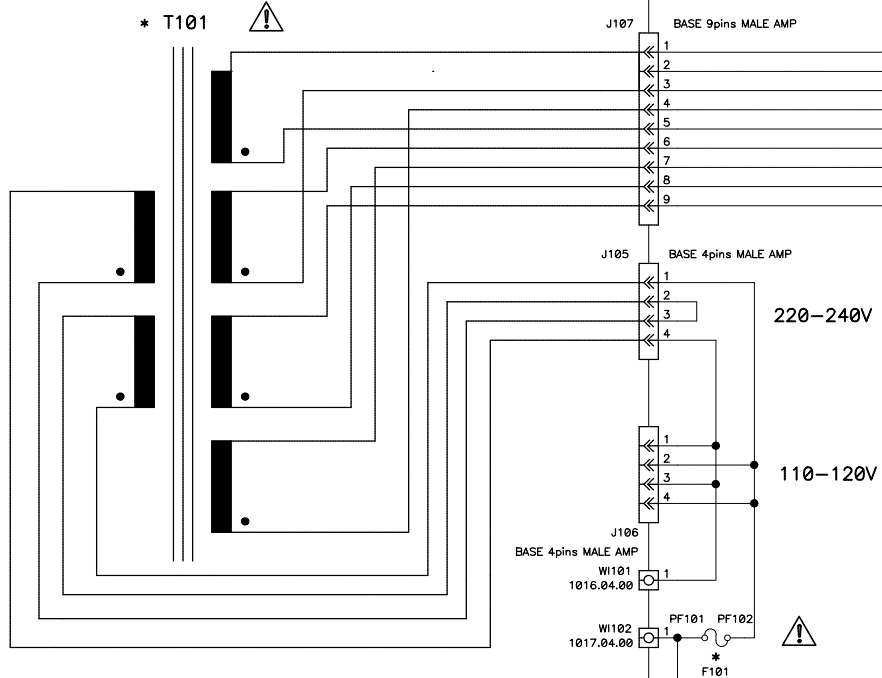 * T101
J107 BASE 9pins MALE AMP
1
2
3
4
5
6
7
8
9
J105 BASE 4pins MALE AMP
1
2
3
4
220-240V
1
2
3
4
110-120V
J106
BASE 4pins MALE AMP
WI101 1
1016.04.00
WI102 1 PF101 PF102
1017.04.00
*
F101